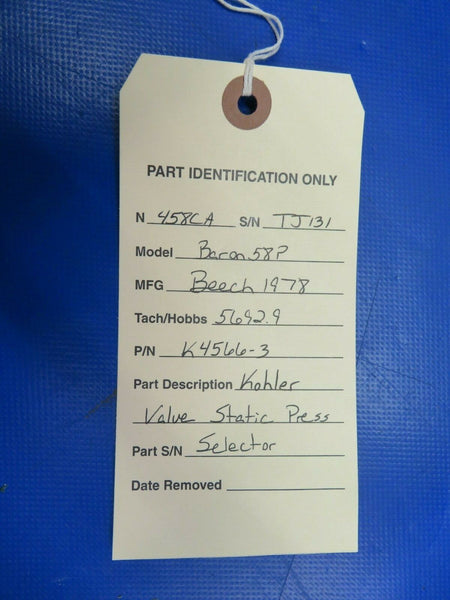 PART IDENTIFICATION ONLY
N 458CA S/N TJ131
Model Baron 58P
MFG Beech 1978
Tach/Hobbs 5692.9
P/N K4566-3
Part Description Kohler
Valve Static Press
Part S/N Selector
Date Removed